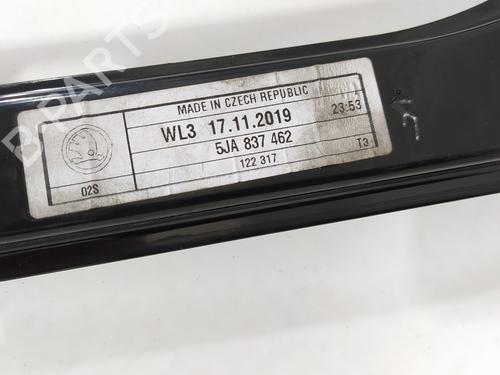 MADE IN CZECH REPUBLIC
WL3 17.11.2019 23:53
5JA 837 462
02S 122 317 T3
B-PARTS